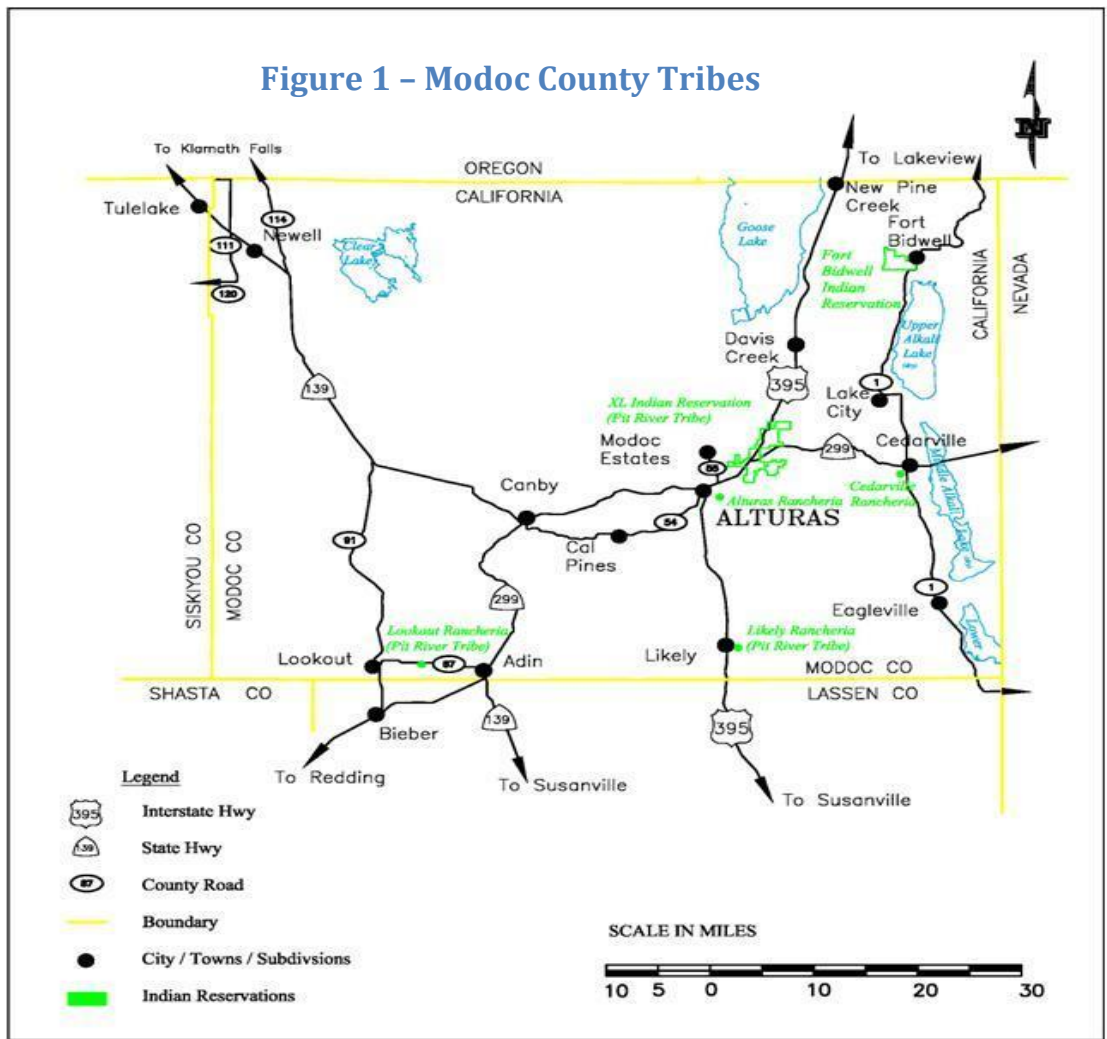 Figure 1 – Modoc County Tribes
N
To Klamath Falls
To Lakeview
OREGON
CALIFORNIA
New Pine
Creek
Tulelake
114
Newell
111
120
Clear
Lake
Goose
Lake
Fort
Bidwell
Fort
Bidwell
Indian
Reservation
CALIFORNIA
NEVADA
Upper
Alkali
Lake
Davis
Creek
395
139
1
Lake
City
XL Indian Reservation
(Pit River Tribe)
Modoc
Estates
299
Cedarville
Canby
Alturas Rancheria
ALTURAS
Cedarville
Rancheria
Middle Alkali Lake
54
Cal
Pines
91
SISKIYOU CO
MODOC CO
299
1
Eagleville
Lower
Lookout Rancheria
(Pit River Tribe)
Likely Rancheria
(Pit River Tribe)
Lookout
87
Adin
Likely
MODOC CO
SHASTA CO
LASSEN CO
Bieber
139
395
To Redding
To Susanville
To Susanville
Legend
395
Interstate Hwy
139
State Hwy
87
County Road
Boundary
City / Towns / Subdivsions
Indian Reservations
SCALE IN MILES
10 5 0 10 20 30